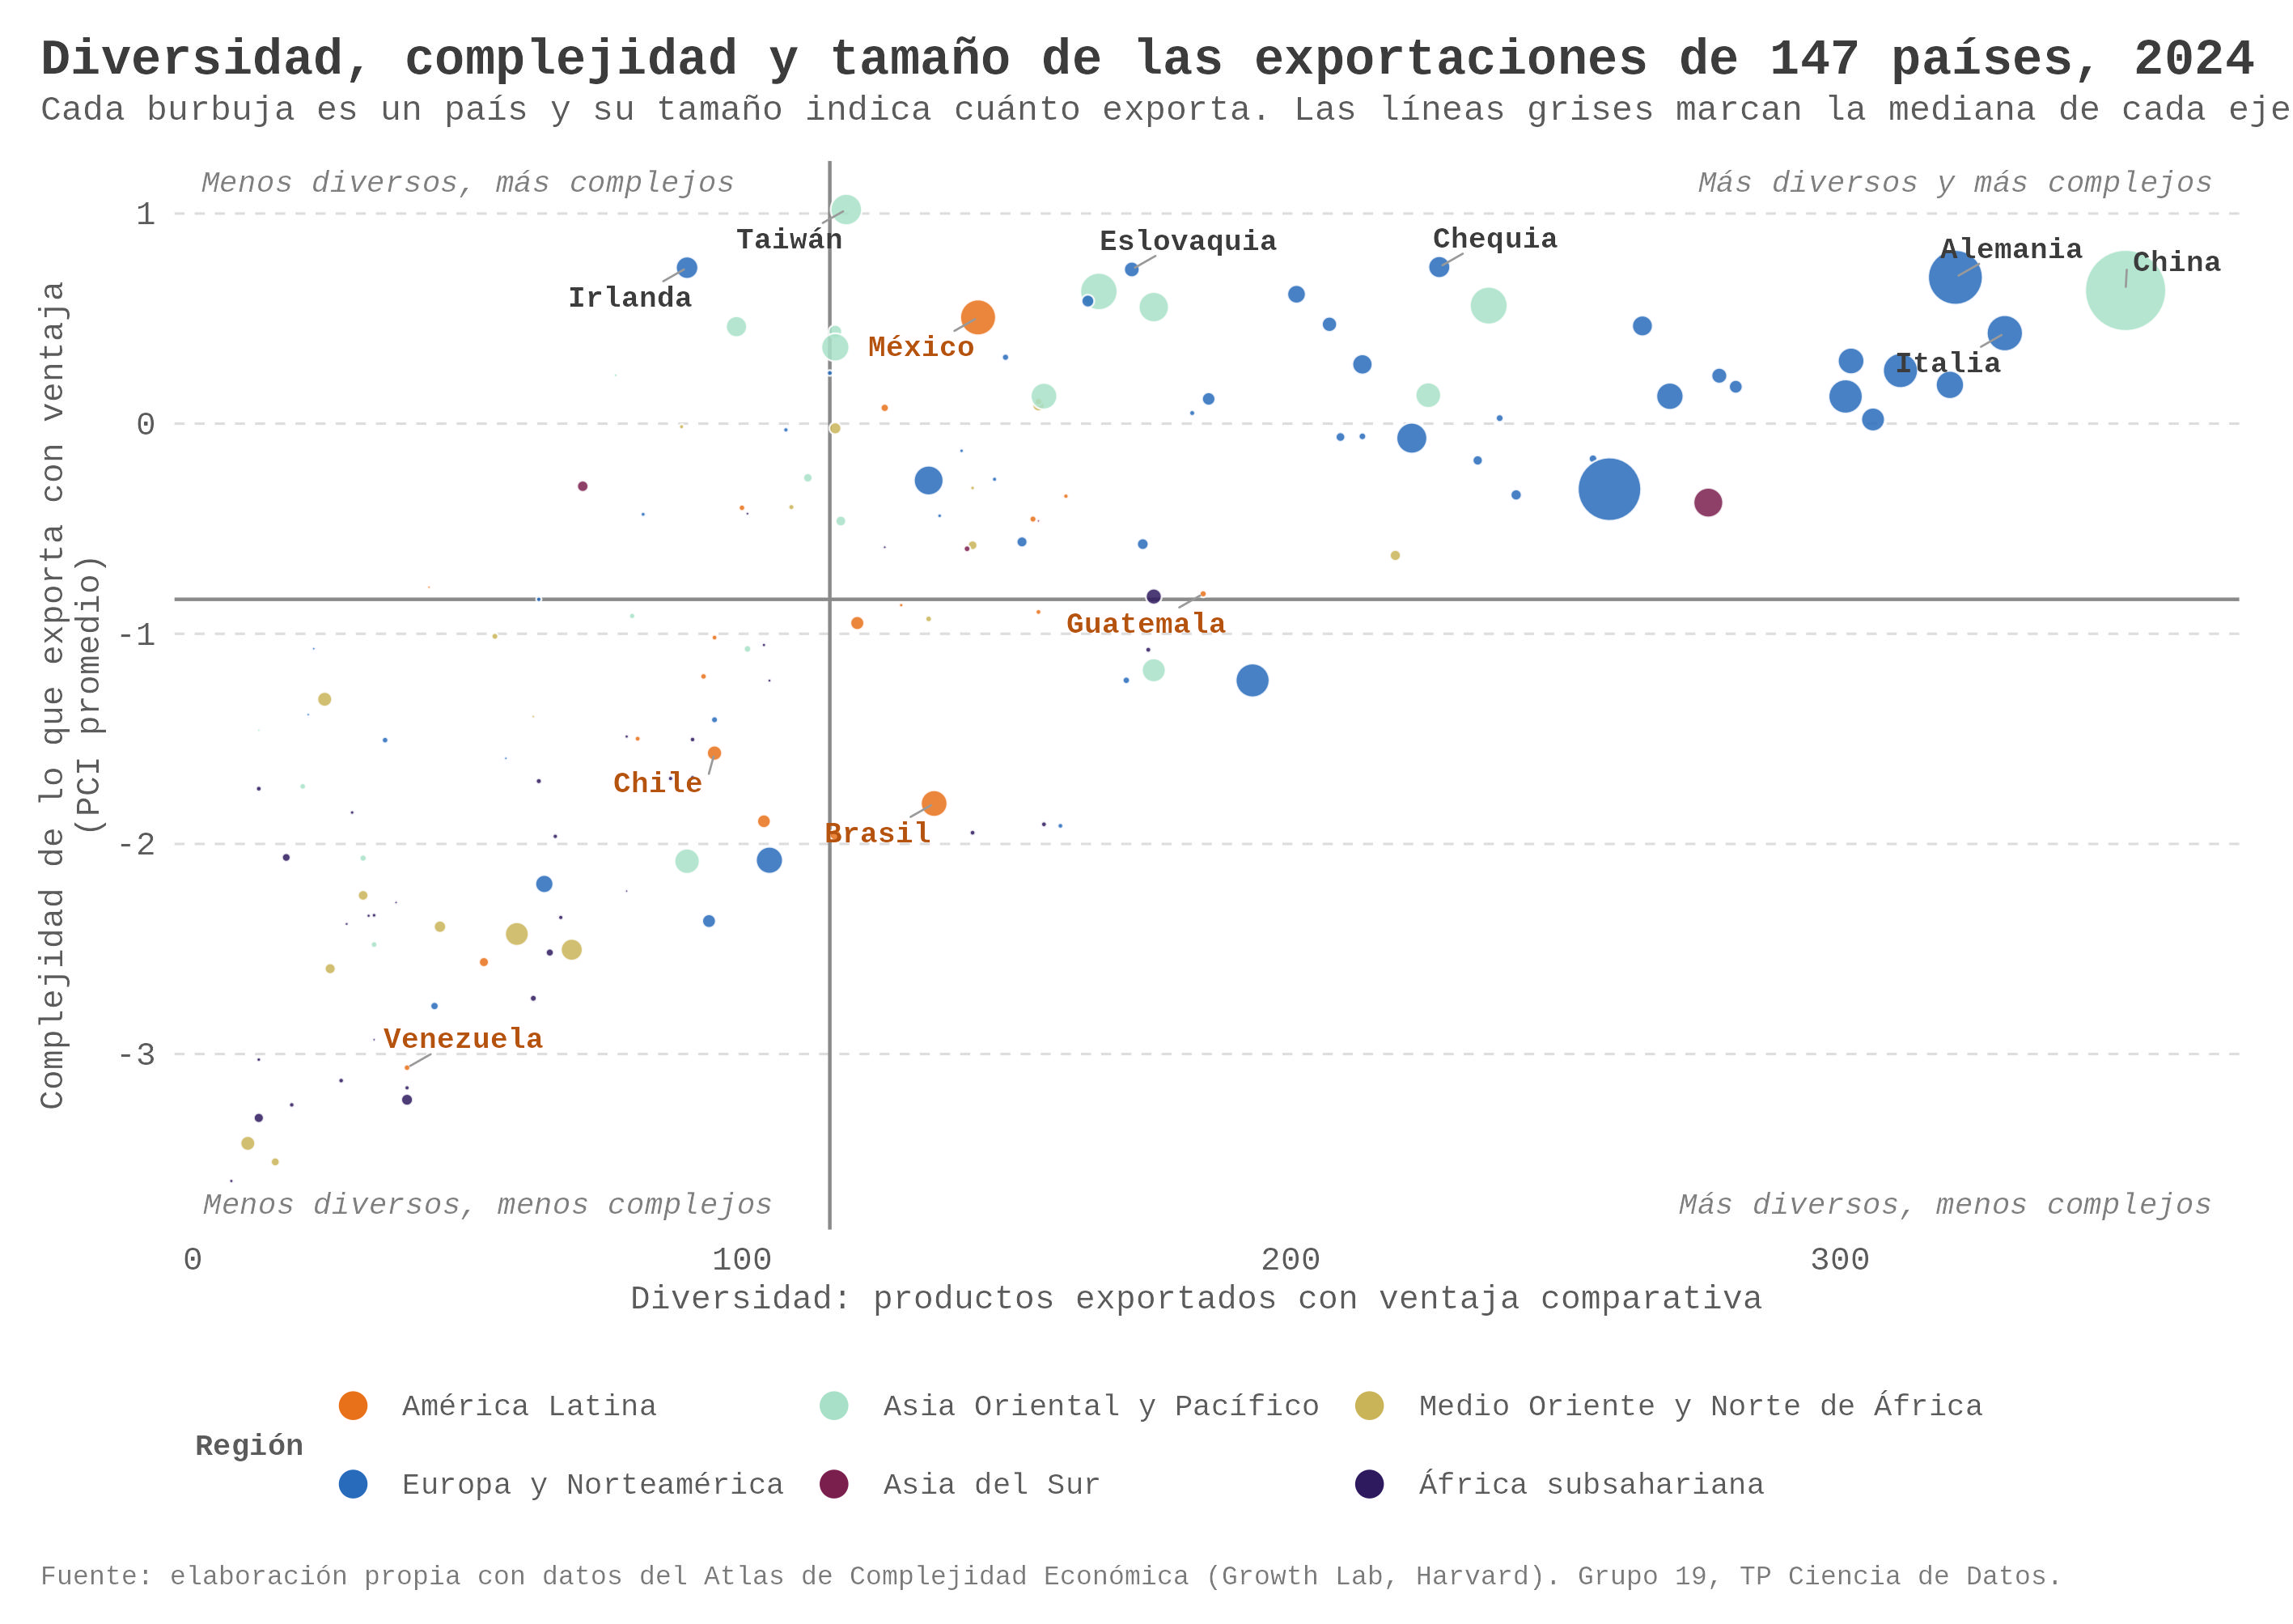 Diversidad, complejidad y tamaño de las exportaciones de 147 países, 2024
Cada burbuja es un país y su tamaño indica cuánto exporta. Las líneas grises marcan la mediana de cada eje
Menos diversos, más complejos
Más diversos y más complejos
Complejidad de lo que exporta con ventaja
(PCI promedio)
1
0
-1
-2
-3
Taiwán
Eslovaquia
Chequia
Alemania
China
Irlanda
México
Italia
Guatemala
Chile
Brasil
Venezuela
Menos diversos, menos complejos
Más diversos, menos complejos
0
100
200
300
Diversidad: productos exportados con ventaja comparativa
Región
América Latina
Asia Oriental y Pacífico
Medio Oriente y Norte de África
Europa y Norteamérica
Asia del Sur
África subsahariana
Fuente: elaboración propia con datos del Atlas de Complejidad Económica (Growth Lab, Harvard). Grupo 19, TP Ciencia de Datos.